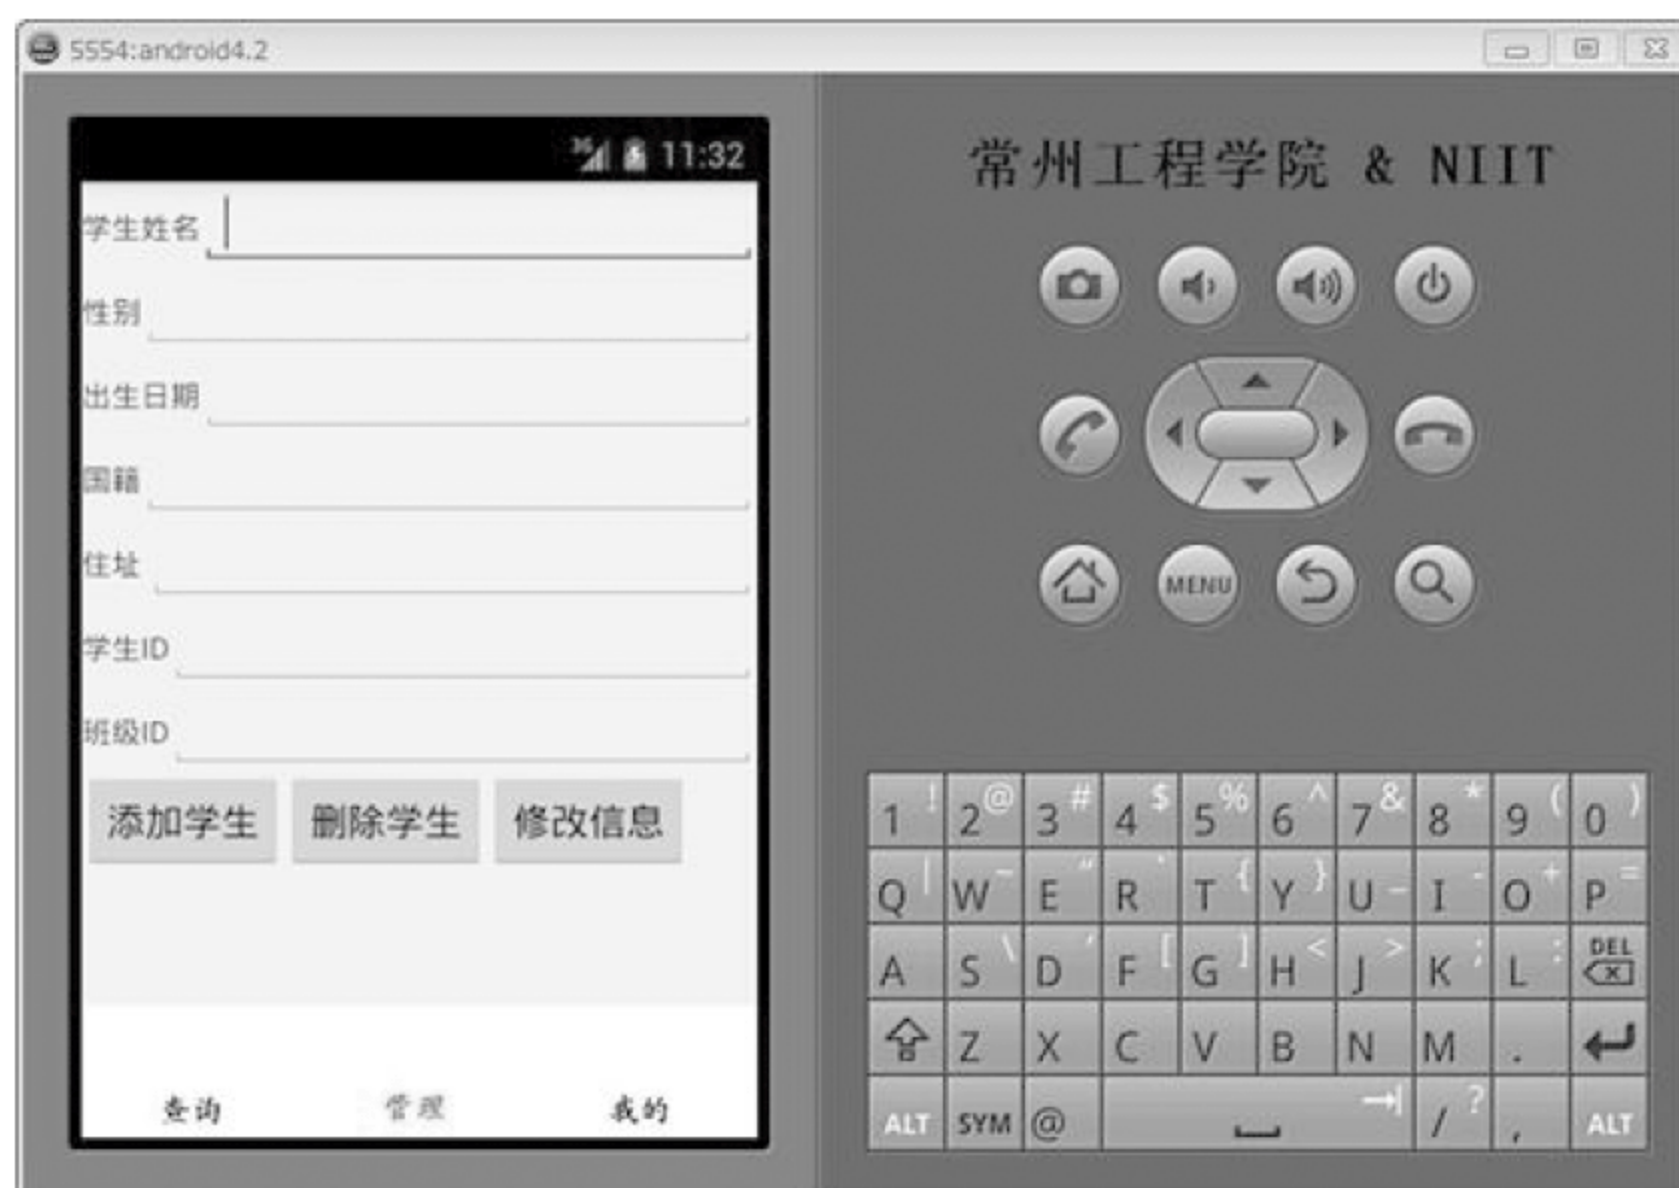 5554:android4.2
3G 11:32
学生姓名
性别
出生日期
国籍
住址
学生ID
班级ID
添加学生 删除学生 修改信息
查询 管理 我的
常州工程学院 & NIIT
MENU
1 ! 2 @ 3 # 4 $ 5 % 6 ^ 7 & 8 * 9 ( 0 )
Q | W ~ E " R ` T { Y } U _ I - O + P =
A S \ D ' F [ G ] H < J > K ; L : DEL
Z X C V B N M .
ALT SYM @ / ? , ALT